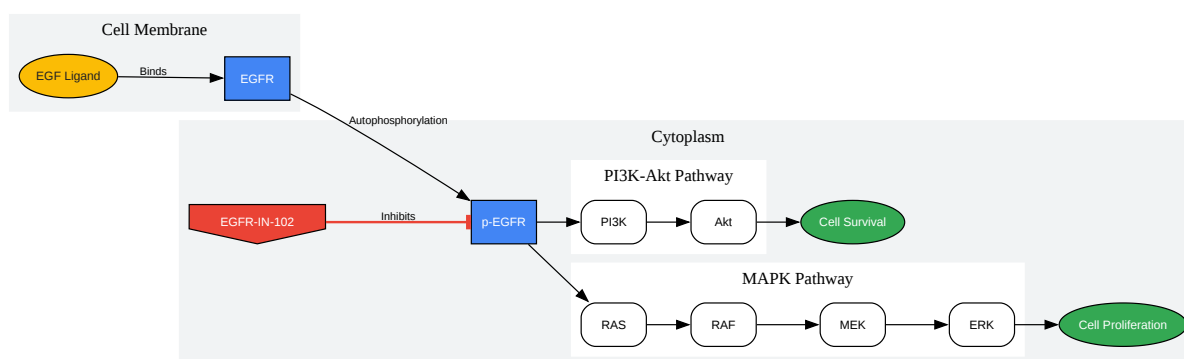 Cell Membrane
EGF Ligand
Binds
EGFR
Autophosphorylation
Cytoplasm
PI3K-Akt Pathway
EGFR-IN-102
Inhibits
p-EGFR
PI3K
Akt
Cell Survival
MAPK Pathway
RAS
RAF
MEK
ERK
Cell Proliferation